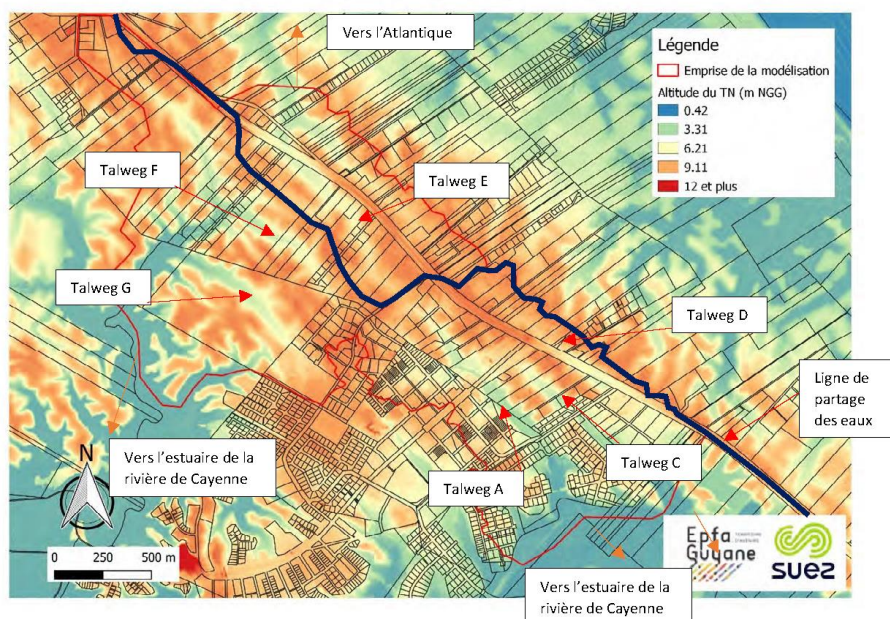 Vers l'Atlantique
Légende
Emprise de la modélisation
Altitude du TN (m NGG)
0.42
3.31
6.21
9.11
12 et plus
Talweg F
Talweg E
Talweg G
Talweg D
Ligne de
partage
des eaux
Vers l'estuaire de la
rivière de Cayenne
Talweg C
Talweg A
N
0 250 500 m
Epfa
Guyane
suez
Vers l'estuaire de la
rivière de Cayenne